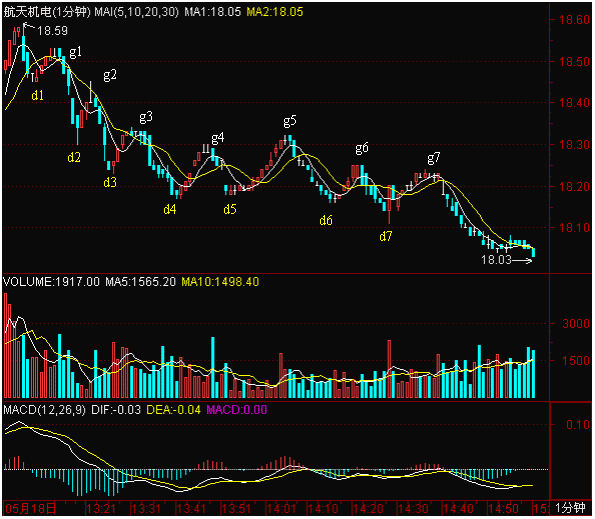 航天机电(1分钟) MAI(5,10,20,30) MA1:18.05 MA2:18.05
18.60
18.59
g1
18.50
g2
d1
18.40
g3
g5
g4
d2
18.30
g6
g7
d3
18.20
d4
d5
d6
d7
18.10
18.03
VOLUME:1917.00 MA5:1565.20 MA10:1498.40
3000
1500
MACD(12,26,9) DIF:-0.03 DEA:-0.04 MACD:0.00
0.10
05月18日 13:21 13:31 13:41 13:51 14:10 14:20 14:30 14:40 14:50 15: 1分钟